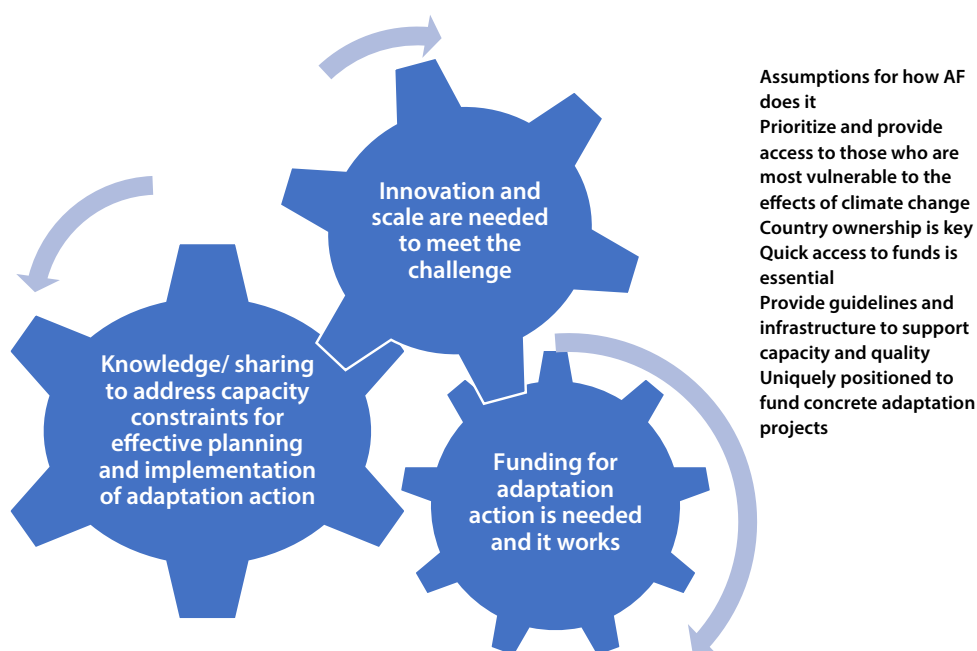 Innovation and
scale are needed
to meet the
challenge
Knowledge/ sharing
to address capacity
constraints for
effective planning
and implementation
of adaptation action
Funding for
adaptation
action is needed
and it works
Assumptions for how AF
does it
Prioritize and provide
access to those who are
most vulnerable to the
effects of climate change
Country ownership is key
Quick access to funds is
essential
Provide guidelines and
infrastructure to support
capacity and quality
Uniquely positioned to
fund concrete adaptation
projects